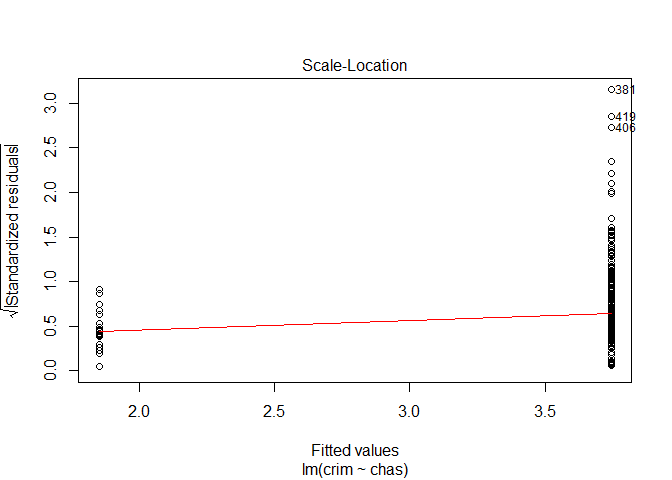 Scale-Location
√|Standardized residuals|
3.0
2.5
2.0
1.5
1.0
0.5
0.0
381
419
406
2.0 2.5 3.0 3.5
Fitted values
lm(crim ~ chas)